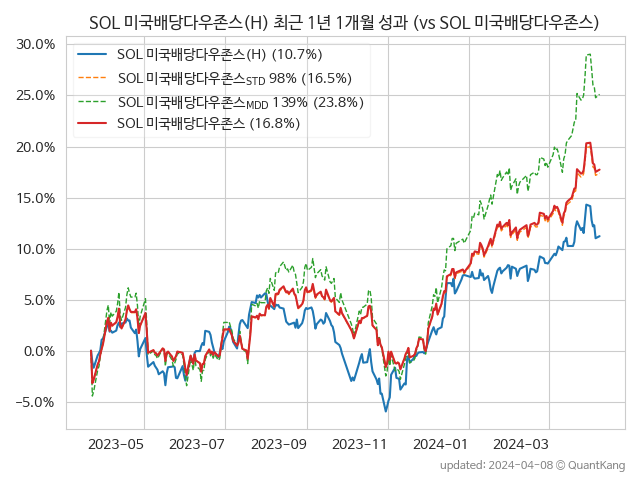 SOL 미국배당다우존스(H) 최근 1년 1개월 성과 (vs SOL 미국배당다우존스)
30.0%
25.0%
20.0%
15.0%
10.0%
5.0%
0.0%
−5.0%
SOL 미국배당다우존스(H) (10.7%)
SOL 미국배당다우존스STD 98% (16.5%)
SOL 미국배당다우존스MDD 139% (23.8%)
SOL 미국배당다우존스 (16.8%)
2023-05 2023-07 2023-09 2023-11 2024-01 2024-03
updated: 2024-04-08 @ QuantKang